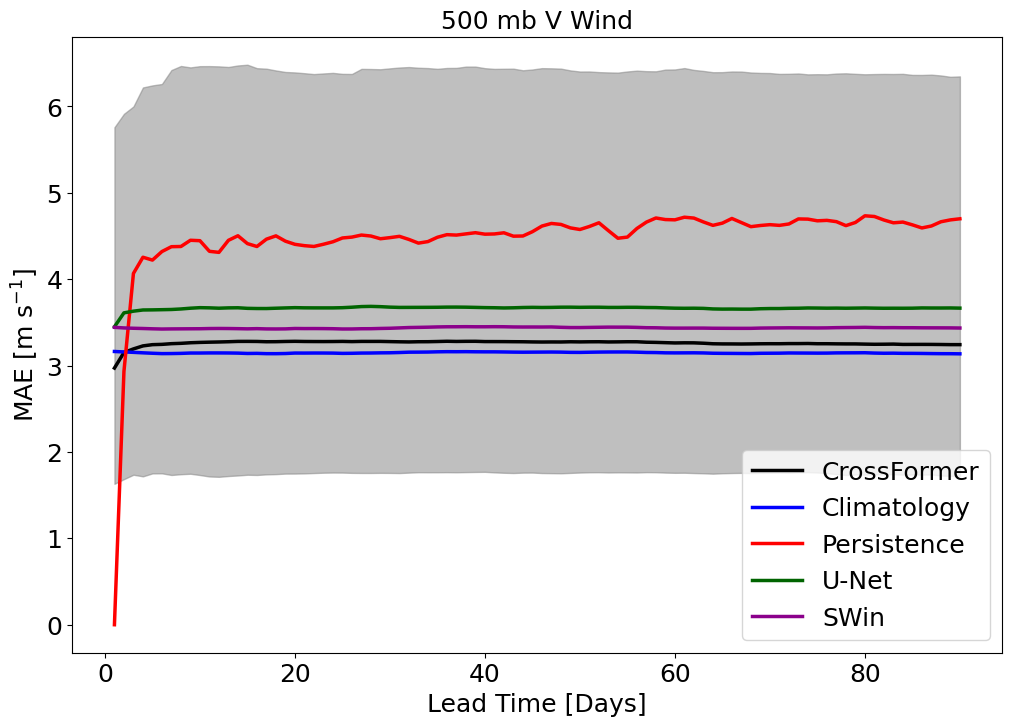 500 mb V Wind
MAE [m s⁻¹]
6
5
4
3
2
1
0
0 20 40 60 80
Lead Time [Days]
CrossFormer
Climatology
Persistence
U-Net
SWin